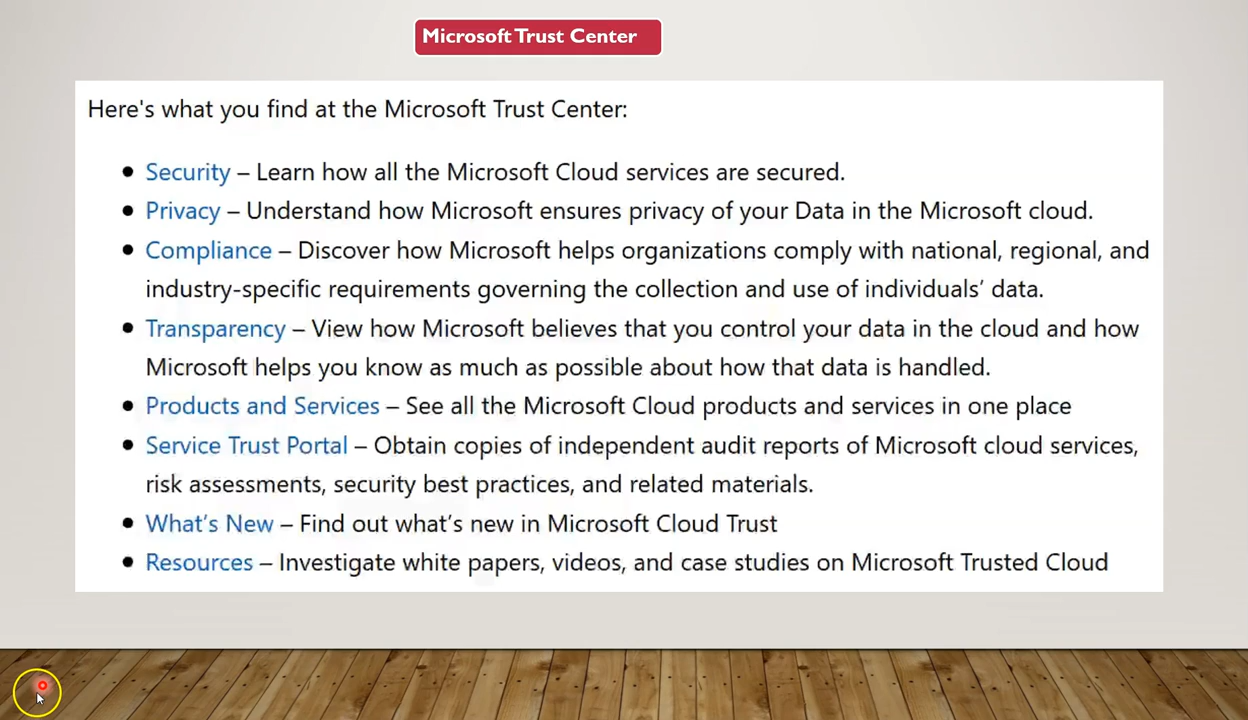 Microsoft Trust Center
Here's what you find at the Microsoft Trust Center:
● Security – Learn how all the Microsoft Cloud services are secured.
● Privacy – Understand how Microsoft ensures privacy of your Data in the Microsoft cloud.
● Compliance – Discover how Microsoft helps organizations comply with national, regional, and
industry-specific requirements governing the collection and use of individuals’ data.
● Transparency – View how Microsoft believes that you control your data in the cloud and how
Microsoft helps you know as much as possible about how that data is handled.
● Products and Services – See all the Microsoft Cloud products and services in one place
● Service Trust Portal – Obtain copies of independent audit reports of Microsoft cloud services,
risk assessments, security best practices, and related materials.
● What’s New – Find out what’s new in Microsoft Cloud Trust
● Resources – Investigate white papers, videos, and case studies on Microsoft Trusted Cloud